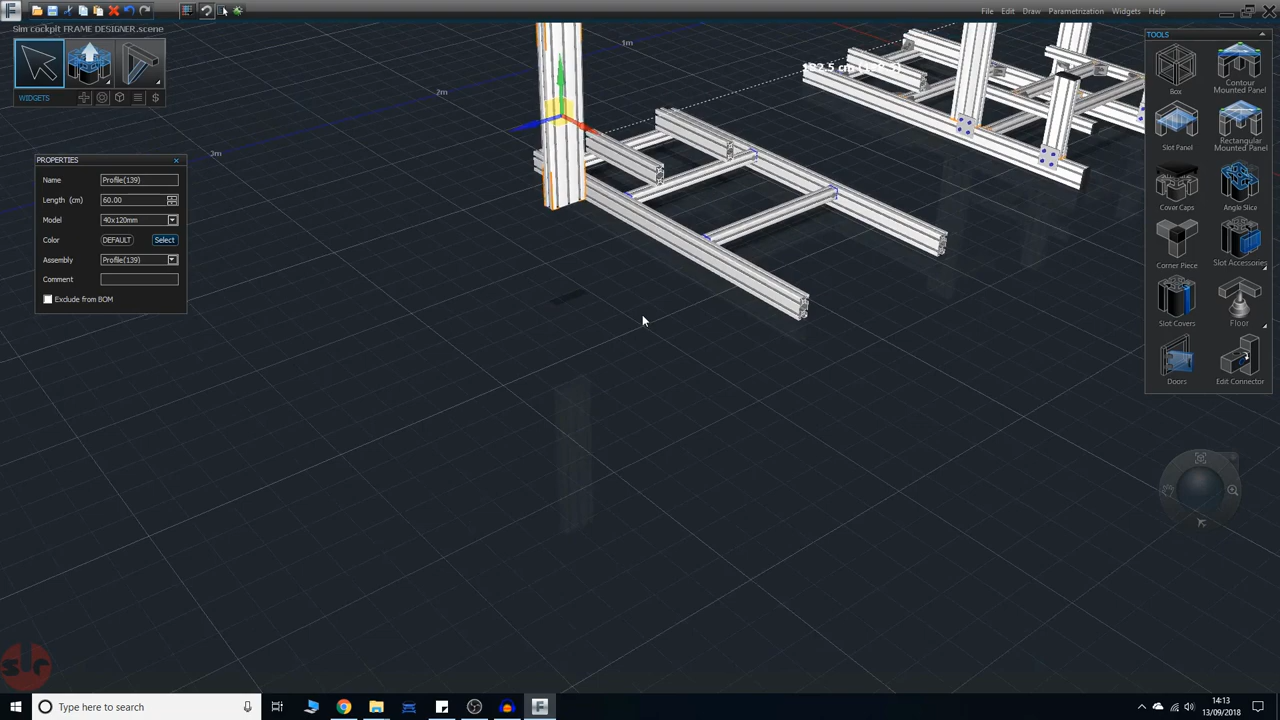 File Edit Draw Parametrization Widgets Help
Sim cockpit FRAME DESIGNER.scene
WIDGETS
1m
2m
3m
PROPERTIES
Name Profile(139)
Length (cm) 60.00
Model 40x120mm
Color DEFAULT Select
Assembly Profile(139)
Comment
Exclude from BOM
TOOLS
Box
Contour Mounted Panel
Slot Panel
Rectangular Mounted Panel
Cover Caps
Angle Slice
Corner Piece
Slot Accessories
Slot Covers
Floor
Doors
Edit Connector
Type here to search
14:13
13/09/2018